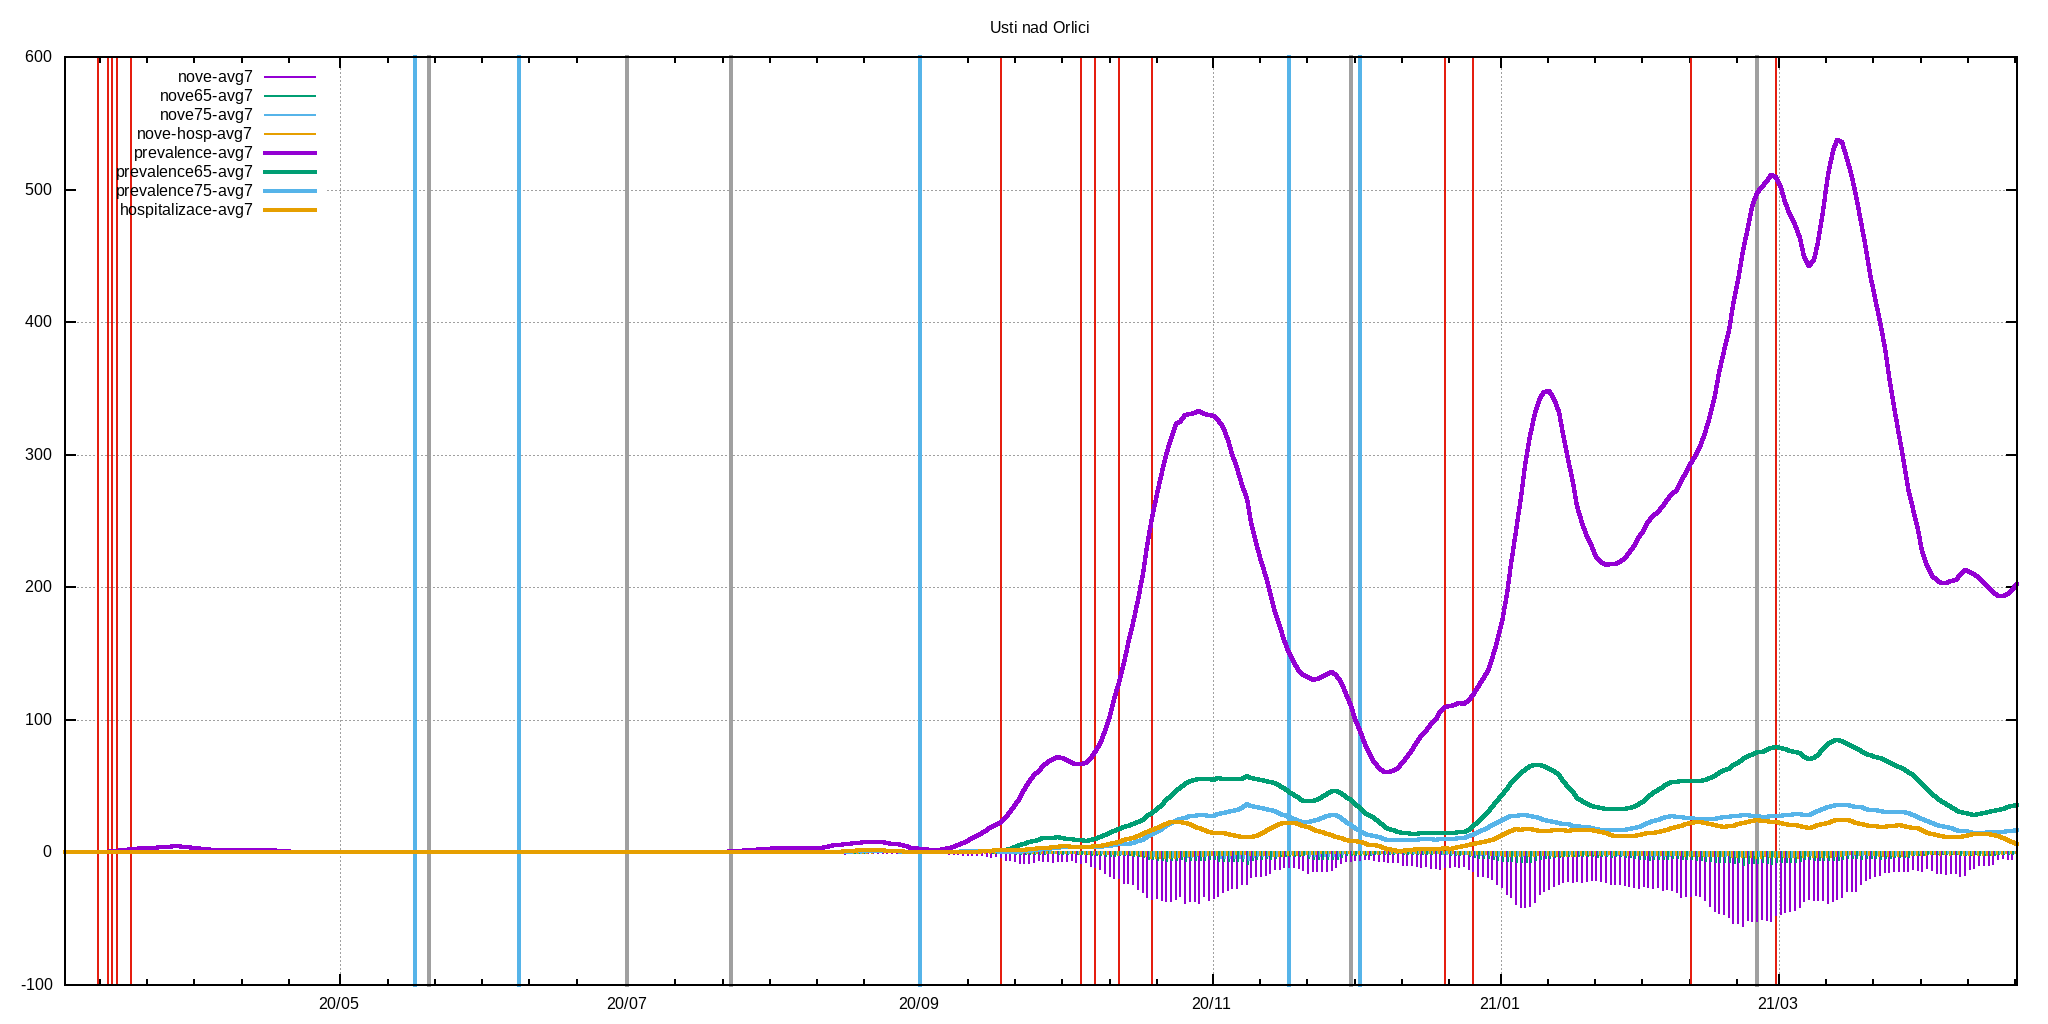 Usti nad Orlici
600
500
400
300
200
100
0
-100
nove-avg7
nove65-avg7
nove75-avg7
nove-hosp-avg7
prevalence-avg7
prevalence65-avg7
prevalence75-avg7
hospitalizace-avg7
20/05 20/07 20/09 20/11 21/01 21/03